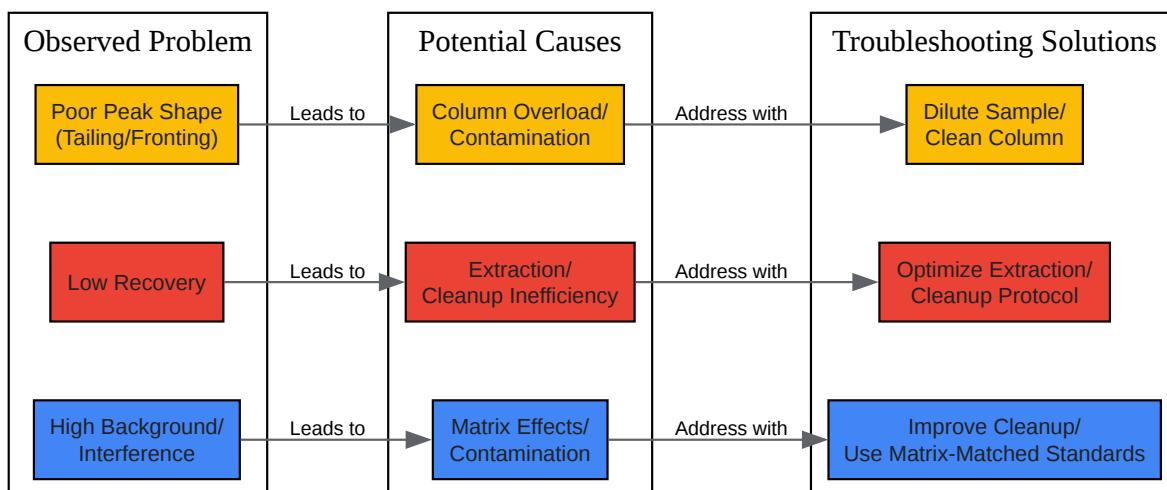 Observed Problem
Potential Causes
Troubleshooting Solutions
Poor Peak Shape
(Tailing/Fronting)
Leads to
Column Overload/
Contamination
Address with
Dilute Sample/
Clean Column
Low Recovery
Leads to
Extraction/
Cleanup Inefficiency
Address with
Optimize Extraction/
Cleanup Protocol
High Background/
Interference
Leads to
Matrix Effects/
Contamination
Address with
Improve Cleanup/
Use Matrix-Matched Standards